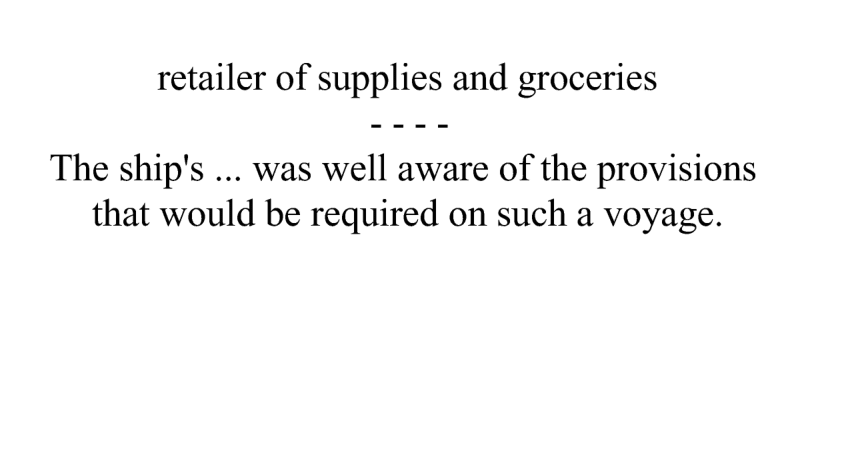 retailer of supplies and groceries
- - - -
The ship's ... was well aware of the provisions
that would be required on such a voyage.